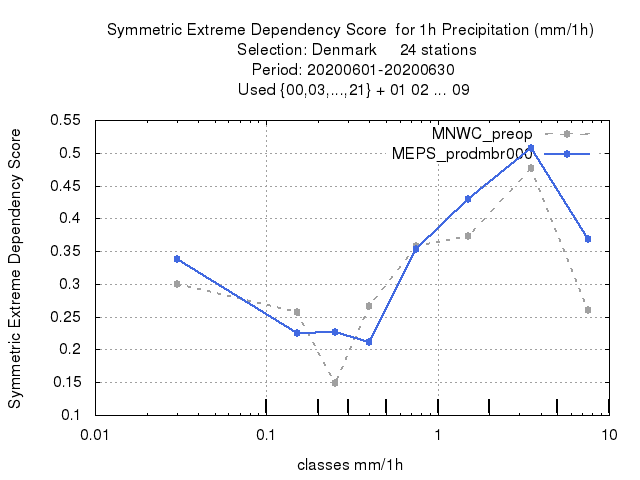 Symmetric Extreme Dependency Score for 1h Precipitation (mm/1h)
Selection: Denmark 24 stations
Period: 20200601-20200630
Used {00,03,...,21} + 01 02 ... 09
Symmetric Extreme Dependency Score
0.55
0.5
0.45
0.4
0.35
0.3
0.25
0.2
0.15
0.1
MNWC_preop
MEPS_prodmbr000
0.01 0.1 1 10
classes mm/1h